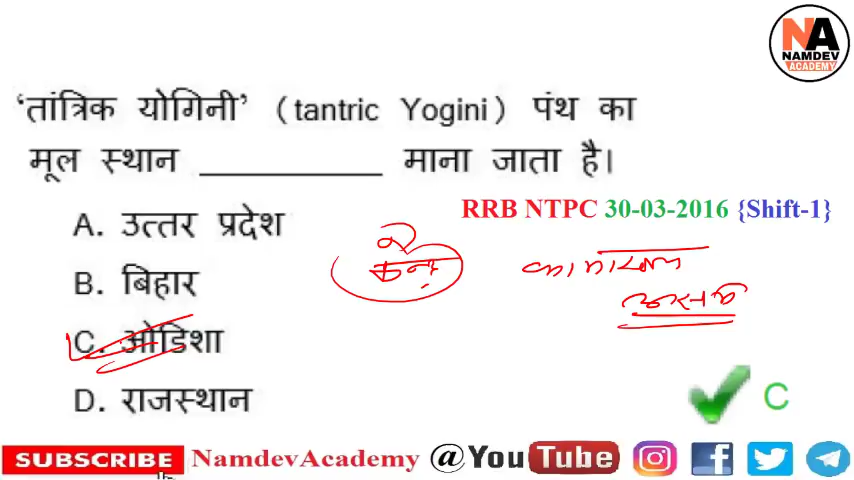 NA
NAMDEV
ACADEMY
'तांत्रिक योगिनी' (tantric Yogini) पंथ का
मूल स्थान __________ माना जाता है।
RRB NTPC 30-03-2016 {Shift-1}
A. उत्तर प्रदेश
B. बिहार
C. ओडिशा
D. राजस्थान
C
SUBSCRIBE NamdevAcademy @YouTube